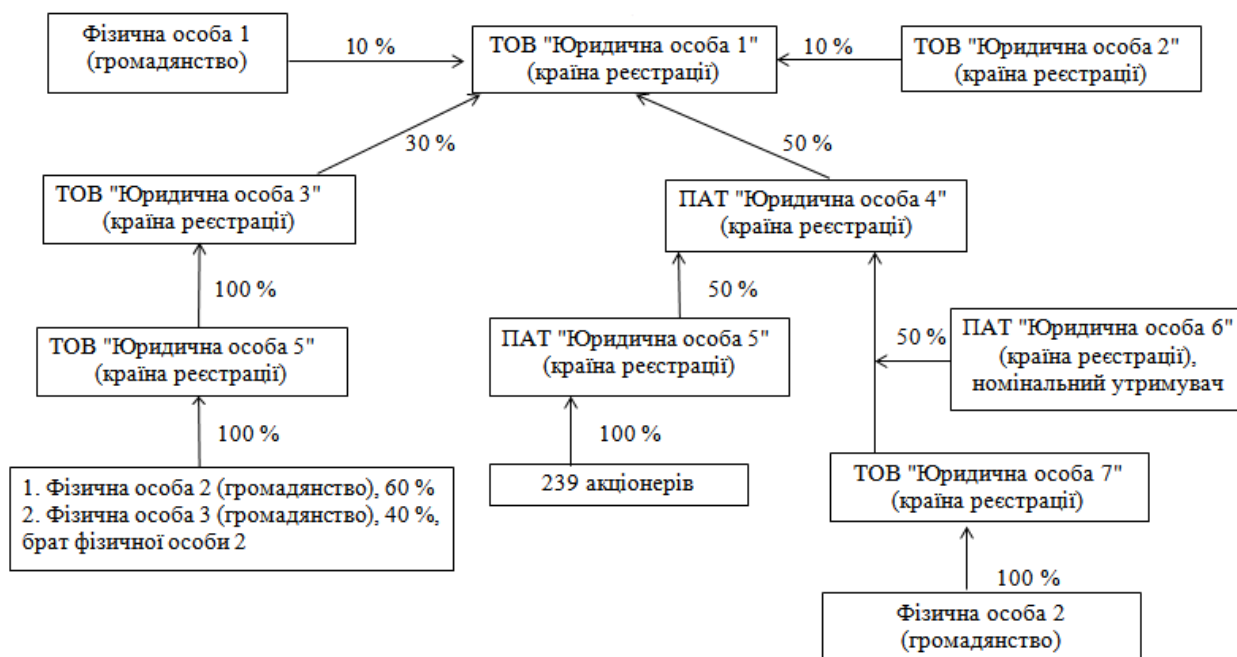 Фізична особа 1
(громадянство)
10 %
ТОВ "Юридична особа 1"
(країна реєстрації)
10 %
ТОВ "Юридична особа 2"
(країна реєстрації)
30 %
50 %
ТОВ "Юридична особа 3"
(країна реєстрації)
ПАТ "Юридична особа 4"
(країна реєстрації)
100 %
50 %
ТОВ "Юридична особа 5"
(країна реєстрації)
ПАТ "Юридична особа 5"
(країна реєстрації)
50 %
ПАТ "Юридична особа 6"
(країна реєстрації),
номінальний утримувач
100 %
100 %
1. Фізична особа 2 (громадянство), 60 %
2. Фізична особа 3 (громадянство), 40 %,
брат фізичної особи 2
239 акціонерів
ТОВ "Юридична особа 7"
(країна реєстрації)
100 %
Фізична особа 2
(громадянство)